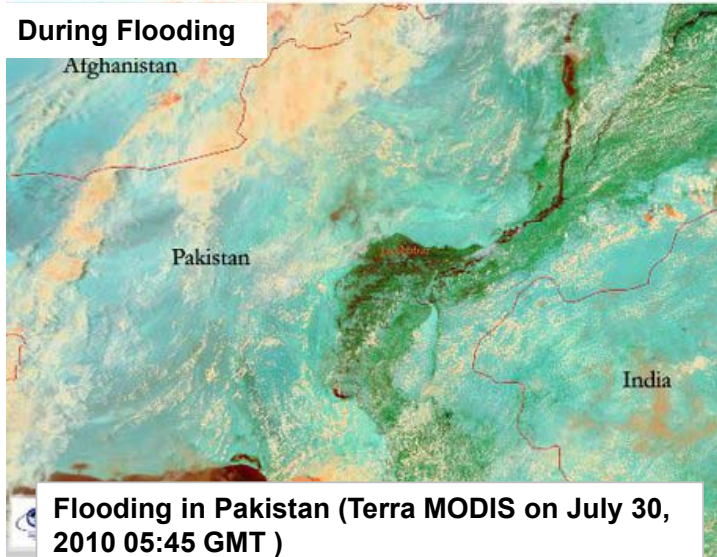 During Flooding
Afghanistan
Pakistan
India
Flooding in Pakistan (Terra MODIS on July 30,
2010 05:45 GMT )